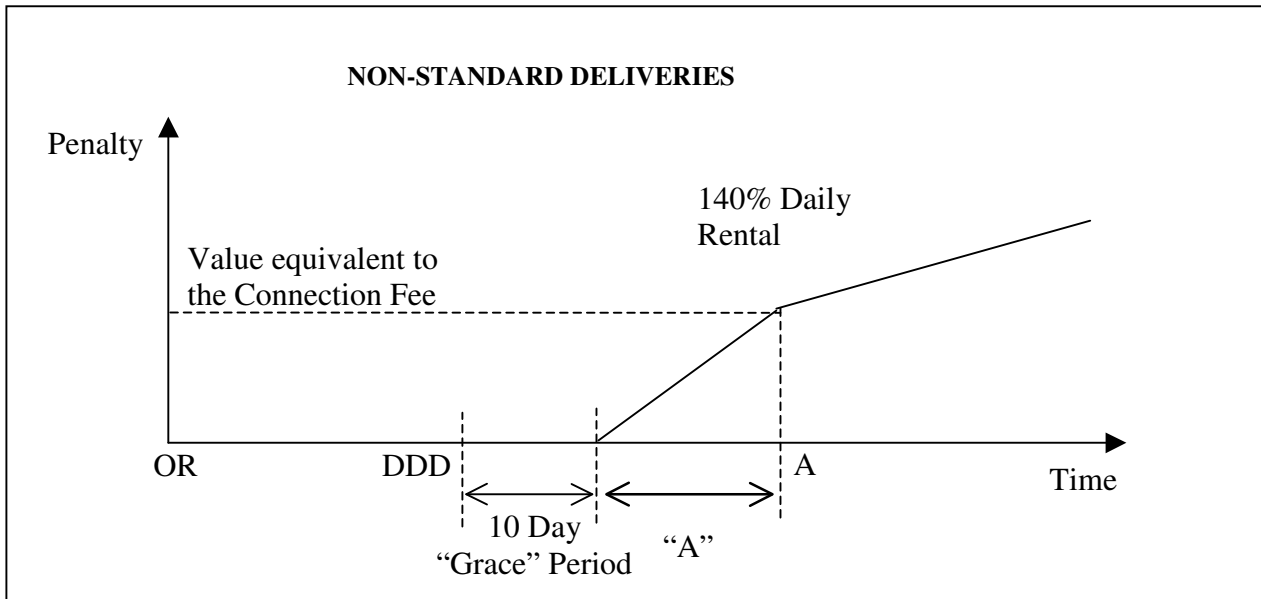 NON-STANDARD DELIVERIES
Penalty
140% Daily
Rental
Value equivalent to
the Connection Fee
OR
DDD
A
Time
10 Day
“Grace” Period
“A”